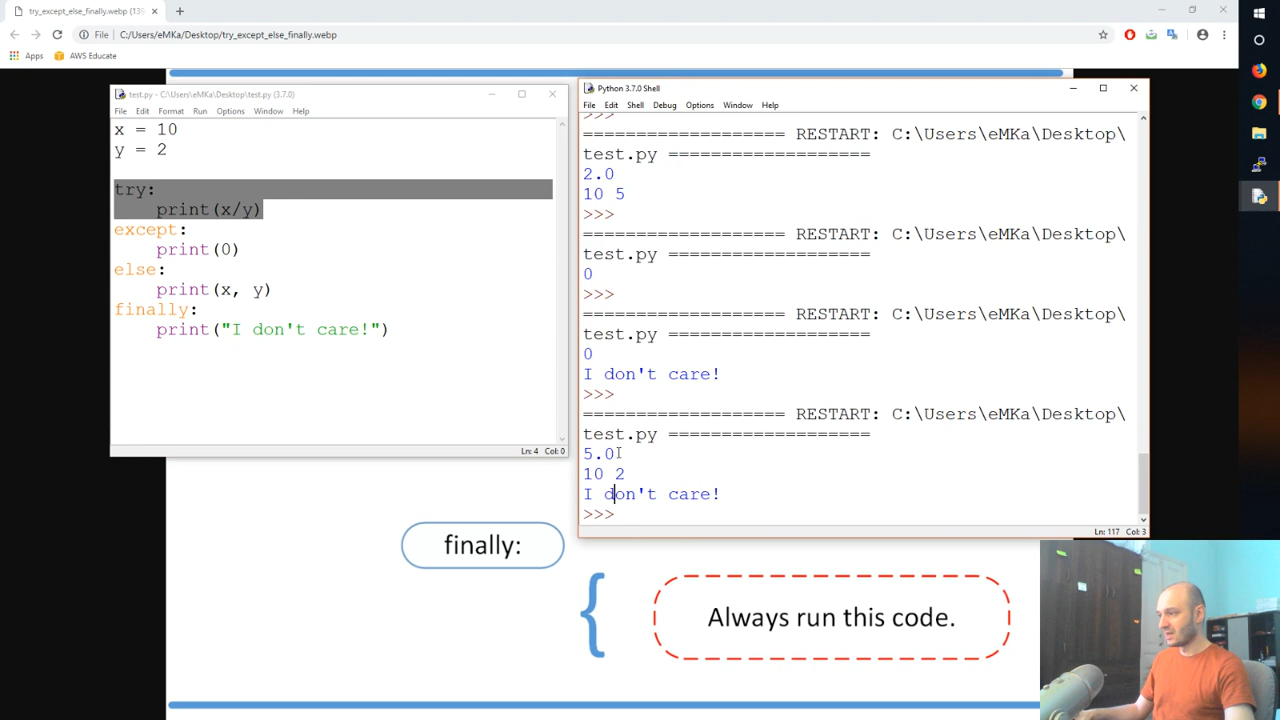 try_except_else_finally.webp (1(
File
C:/Users/eMKa/Desktop/try_except_else_finally.webp
Apps
AWS Educate
test.py - C:\Users\eMKa\Desktop\test.py (3.7.0)
File Edit Format Run Options Window Help
x = 10
y = 2
try:
print(x/y)
except:
print(0)
else:
print(x, y)
finally:
print("I don't care!")
Ln: 4 Col: 0
Python 3.7.0 Shell
File Edit Shell Debug Options Window Help
>>>
=================== RESTART: C:\Users\eMKa\Desktop\
test.py ===================
2.0
10 5
>>>
=================== RESTART: C:\Users\eMKa\Desktop\
test.py ===================
0
>>>
=================== RESTART: C:\Users\eMKa\Desktop\
test.py ===================
0
I don't care!
>>>
=================== RESTART: C:\Users\eMKa\Desktop\
test.py ===================
5.0
10 2
I don't care!
>>>
Ln: 117 Col: 3
finally:
{
Always run this code.